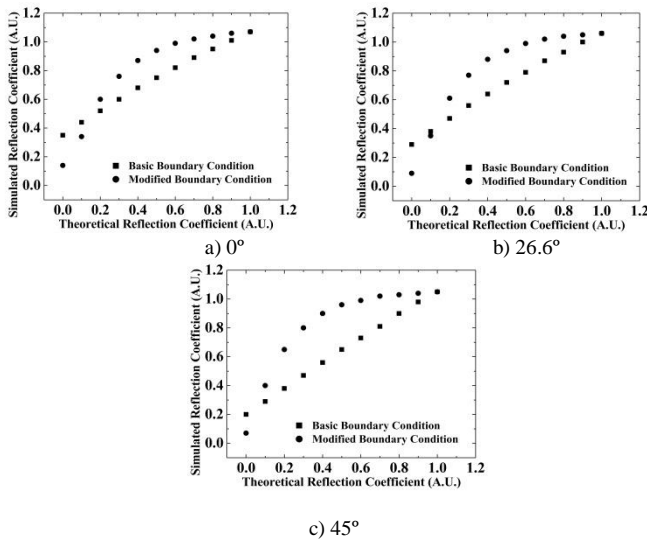 1.2
1.0
0.8
0.6
0.4
0.2
0.0
Simulated Reflection Coefficient (A.U.)
Basic Boundary Condition
Modified Boundary Condition
0.0 0.2 0.4 0.6 0.8 1.0 1.2
Theoretical Reflection Coefficient (A.U.)
a) 0º
1.2
1.0
0.8
0.6
0.4
0.2
0.0
Simulated Reflection Coefficient (A.U.)
Basic Boundary Condition
Modified Boundary Condition
0.0 0.2 0.4 0.6 0.8 1.0 1.2
Theoretical Reflection Coefficient (A.U.)
b) 26.6º
1.2
1.0
0.8
0.6
0.4
0.2
0.0
Simulated Reflection Coefficient (A.U.)
Basic Boundary Condition
Modified Boundary Condition
0.0 0.2 0.4 0.6 0.8 1.0 1.2
Theoretical Reflection Coefficient (A.U.)
c) 45º